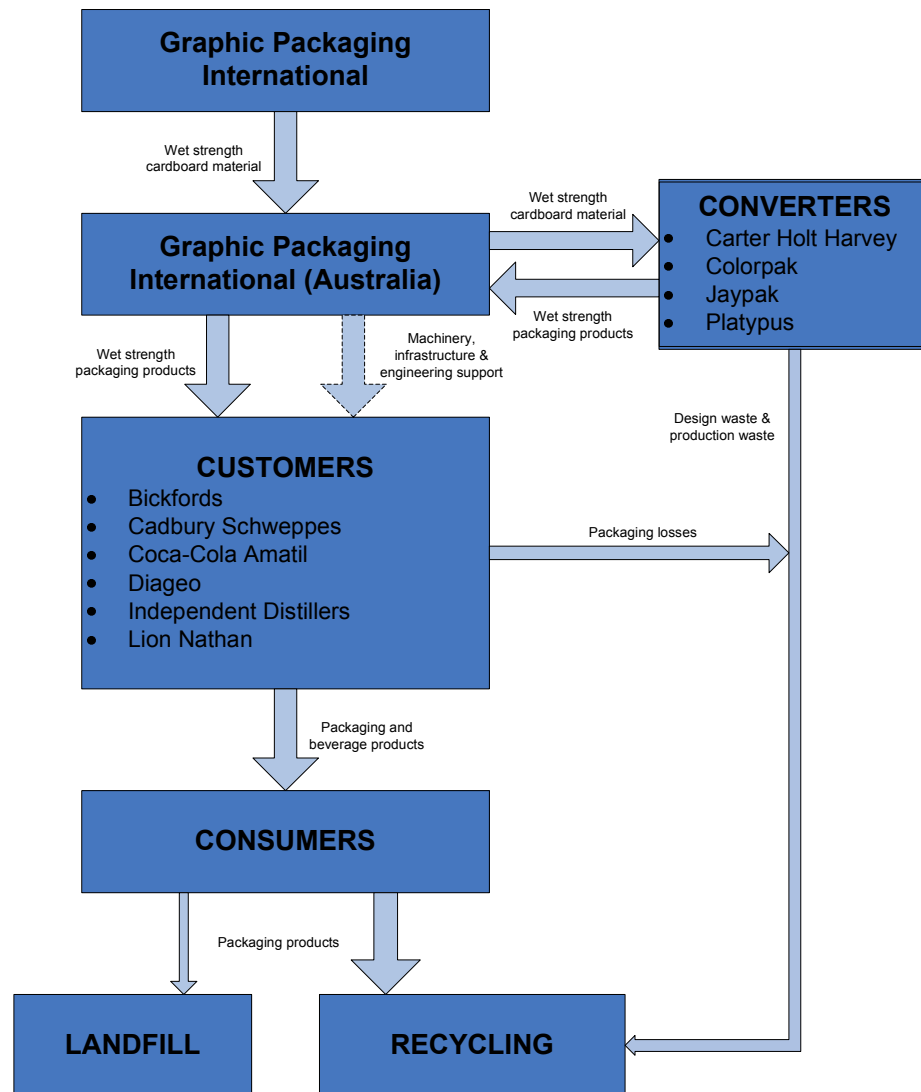 Graphic Packaging
International
Wet strength
cardboard material
Graphic Packaging
International (Australia)
Wet strength
cardboard material
Wet strength
packaging products
CONVERTERS
• Carter Holt Harvey
• Colorpak
• Jaypak
• Platypus
Wet strength
packaging products
Machinery,
infrastructure &
engineering support
Design waste &
production waste
CUSTOMERS
• Bickfords
• Cadbury Schweppes
• Coca-Cola Amatil
• Diageo
• Independent Distillers
• Lion Nathan
Packaging losses
Packaging and
beverage products
CONSUMERS
Packaging products
LANDFILL
RECYCLING